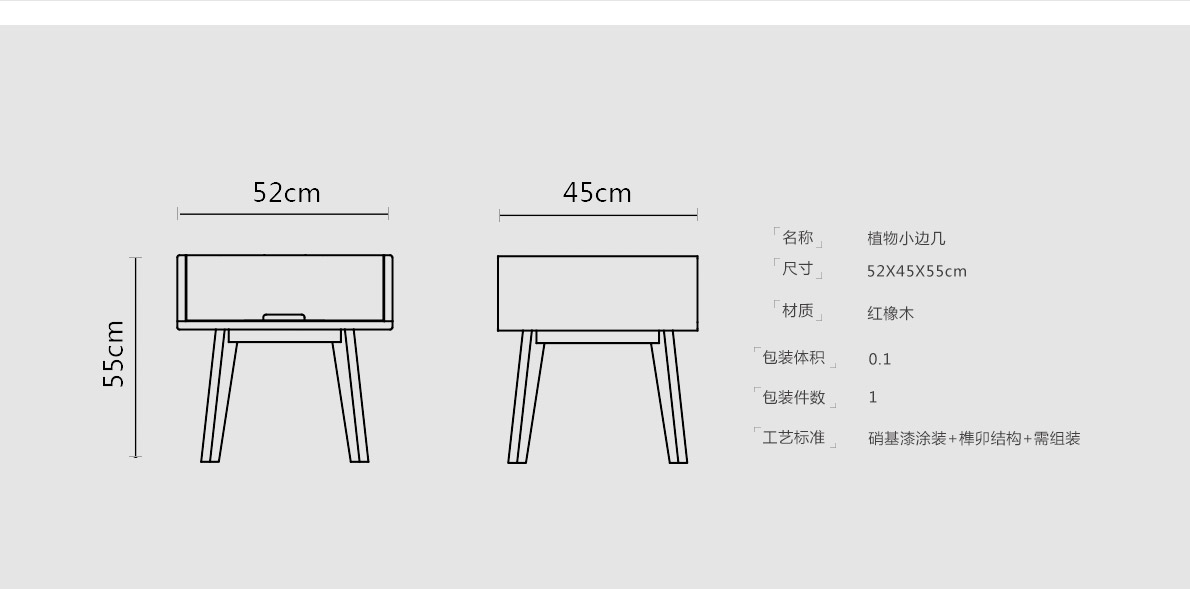 52cm
45cm
55cm
「名称」 植物小边几
「尺寸」 52X45X55cm
「材质」 红橡木
「包装体积」 0.1
「包装件数」 1
「工艺标准」 硝基漆涂装+榫卯结构+需组装